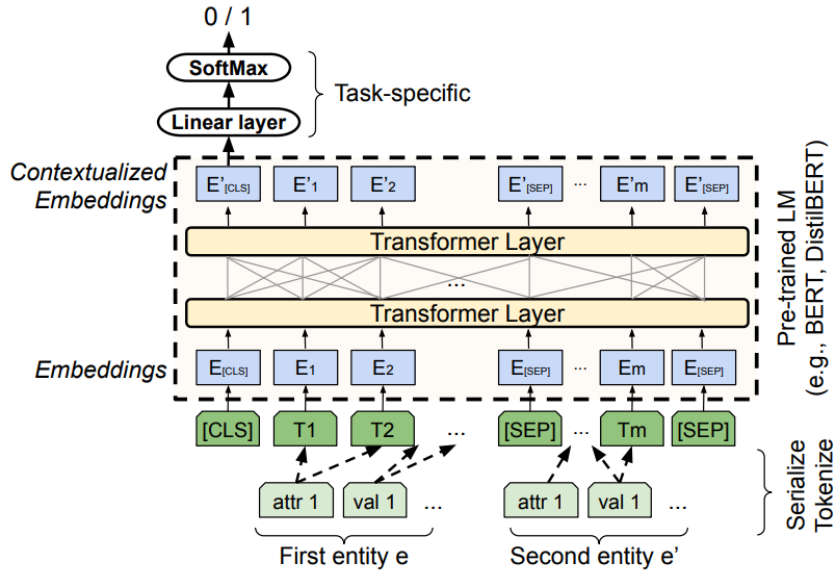 0 / 1
SoftMax
Linear layer
Task-specific
Contextualized
Embeddings
E'[CLS] E'1 E'2 E'[SEP] ... E'm E'[SEP]
Transformer Layer
...
Transformer Layer
Embeddings
E[CLS] E1 E2 E[SEP] ... Em E[SEP]
Pre-trained LM
(e.g., BERT, DistilBERT)
[CLS] T1 T2 ... [SEP] ... Tm [SEP]
attr 1 val 1 ... attr 1 val 1 ...
Serialize
Tokenize
First entity e Second entity e'